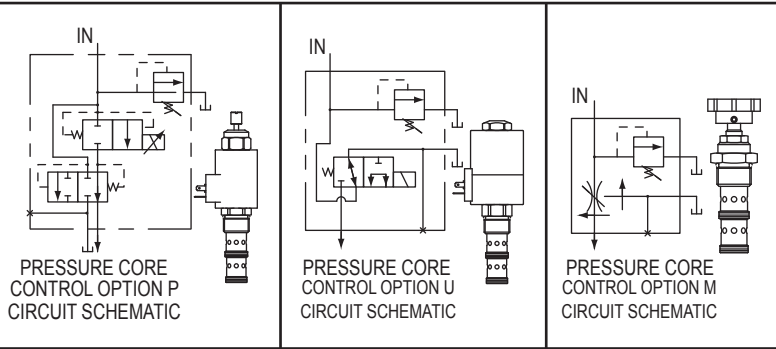 IN
PRESSURE CORE
CONTROL OPTION P
CIRCUIT SCHEMATIC
IN
PRESSURE CORE
CONTROL OPTION U
CIRCUIT SCHEMATIC
IN
PRESSURE CORE
CONTROL OPTION M
CIRCUIT SCHEMATIC